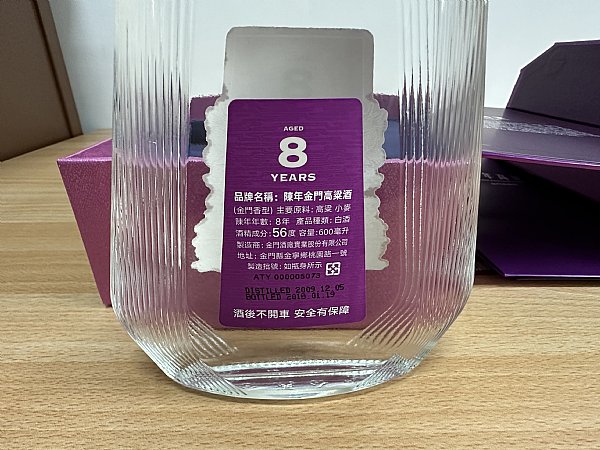 AGED
8
YEARS
品牌名稱: 陳年金門高粱酒
(金門香型) 主要原料: 高粱 小麥
陳年年數: 8年 產品種類: 白酒
酒精成分: 56度 容量: 600毫升
製造商: 金門酒廠實業股份有限公司
地址: 金門縣金寧鄉桃園路一號
製造批號: 如瓶身所示
ATY 000005073
DISTILLED 2009.12.05
BOTTLED 2018.01.19
酒後不開車 安全有保障